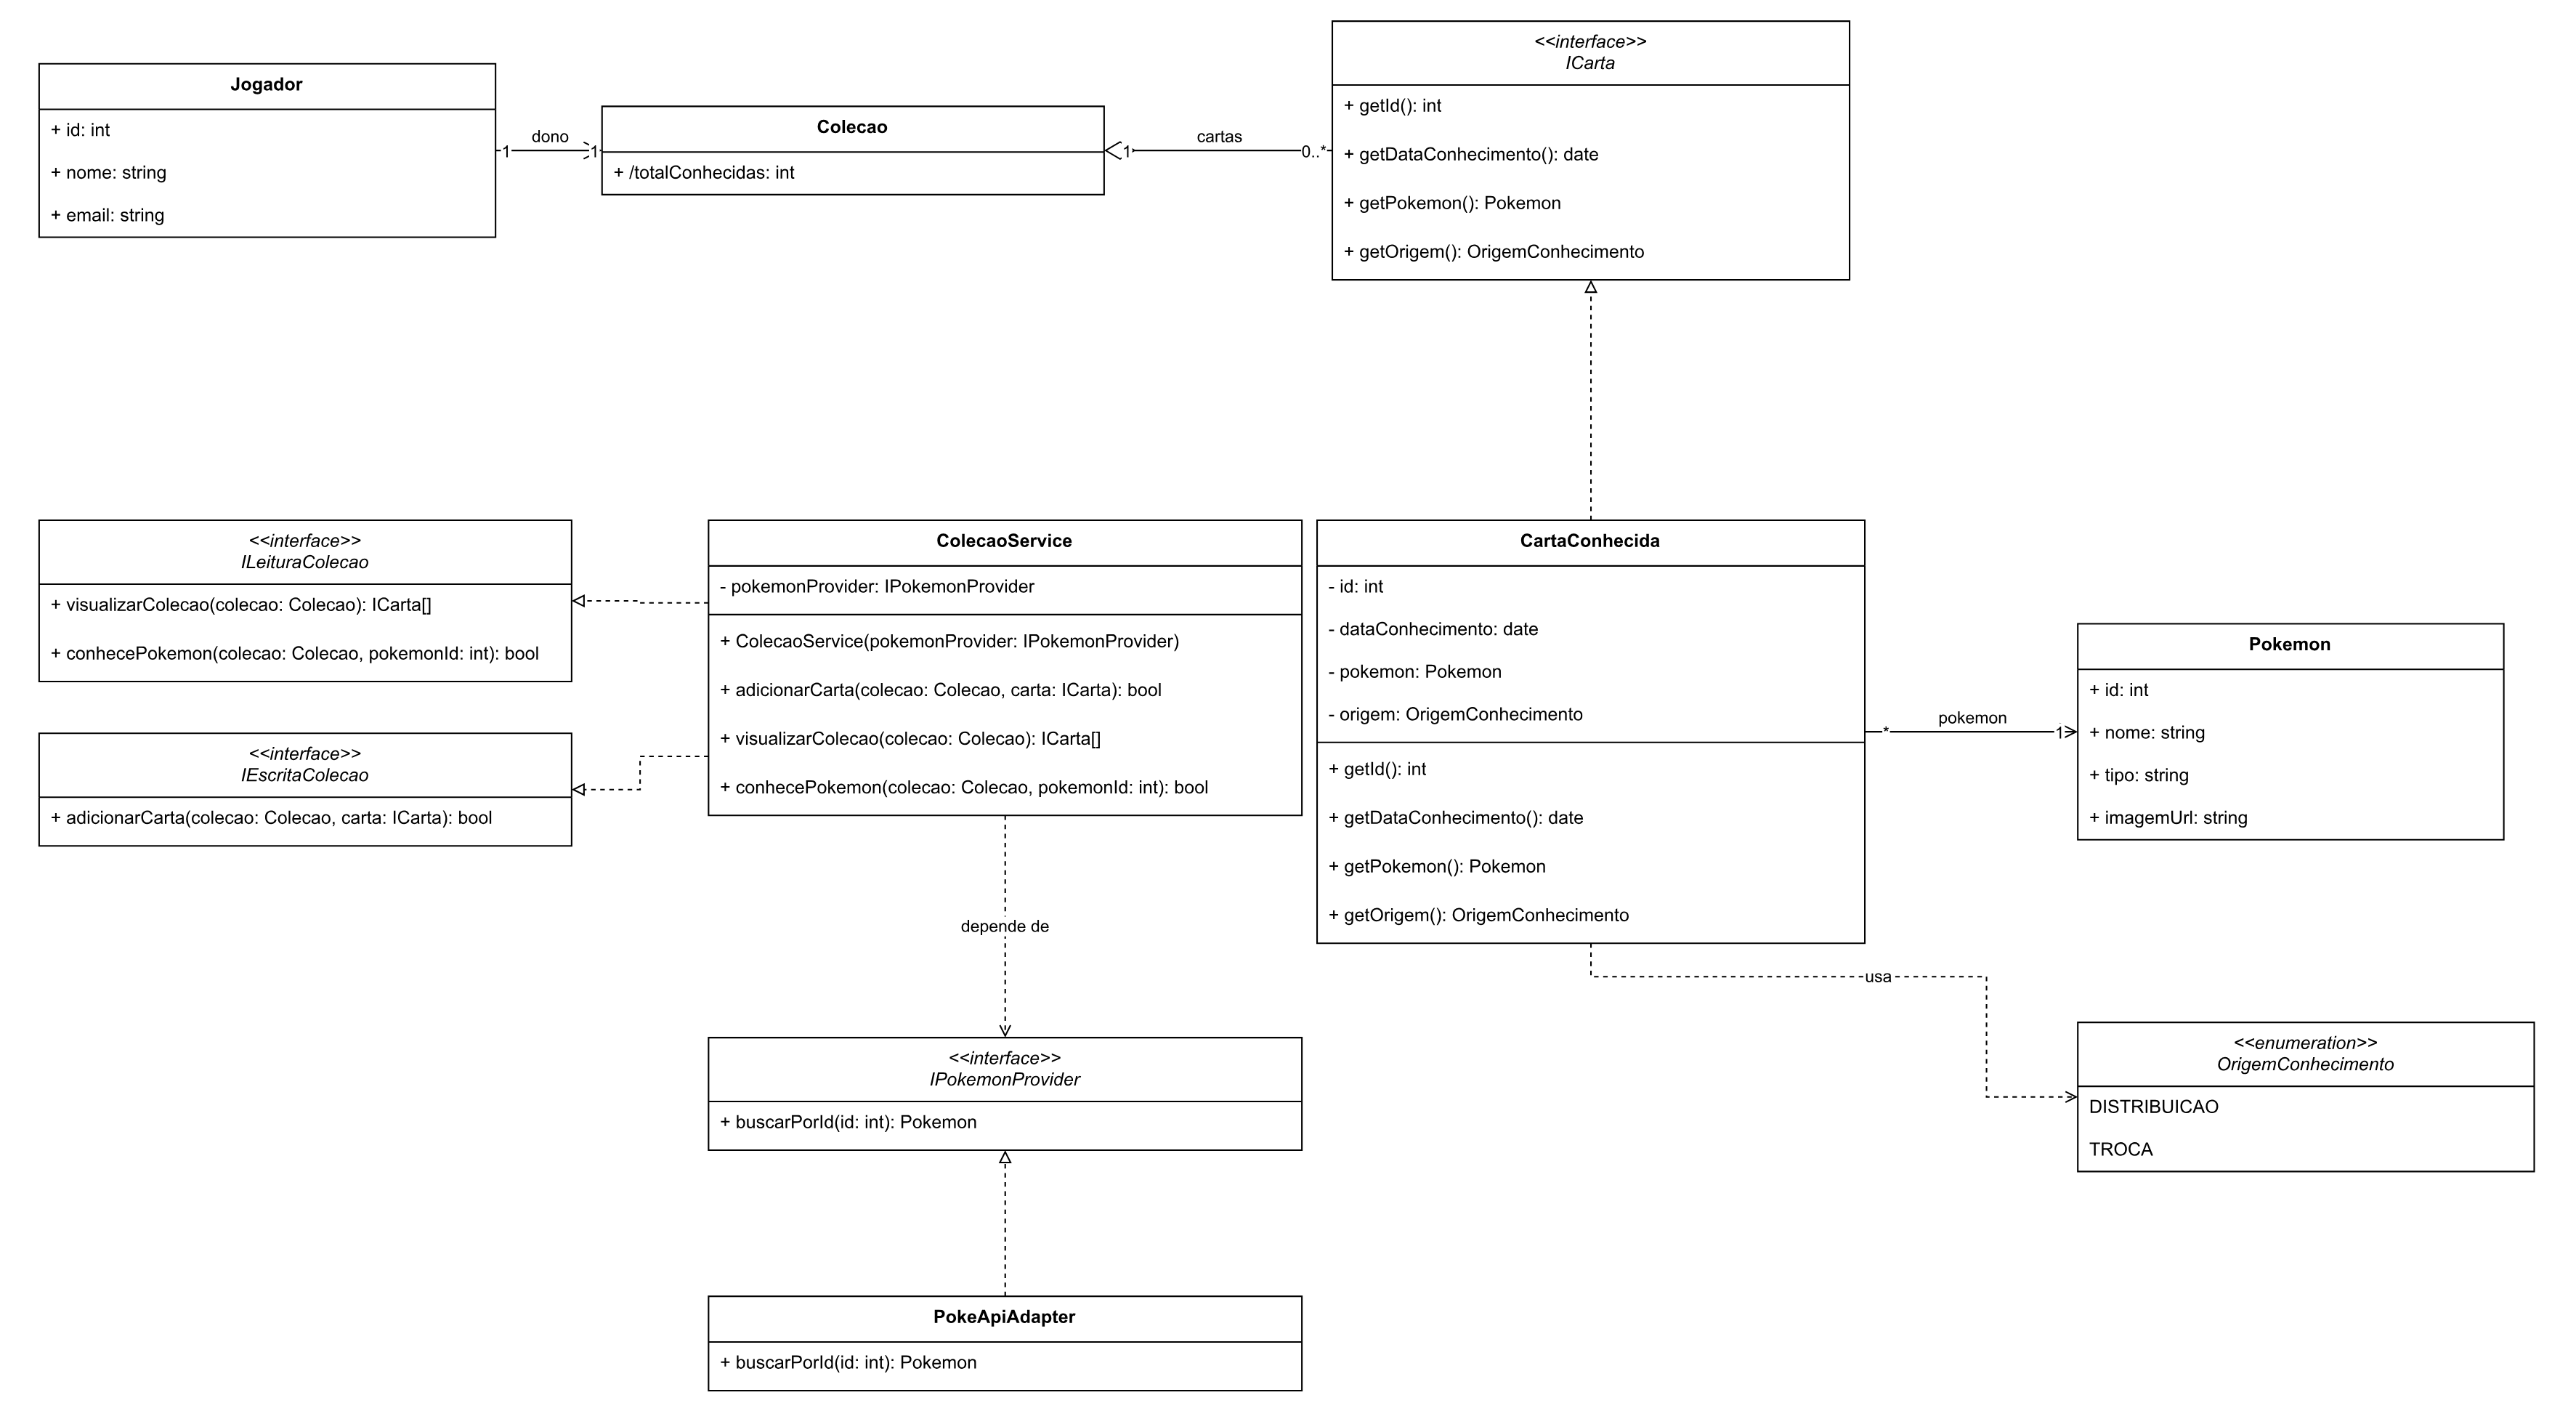 Jogador
+ id: int
+ nome: string
+ email: string
1
dono
1
Colecao
+ /totalConhecidas: int
1
cartas
0..*
<<interface>>
ICarta
+ getId(): int
+ getDataConhecimento(): date
+ getPokemon(): Pokemon
+ getOrigem(): OrigemConhecimento
<<interface>>
ILeituraColecao
+ visualizarColecao(colecao: Colecao): ICarta[]
+ conhecePokemon(colecao: Colecao, pokemonId: int): bool
<<interface>>
IEscritaColecao
+ adicionarCarta(colecao: Colecao, carta: ICarta): bool
ColecaoService
- pokemonProvider: IPokemonProvider
+ ColecaoService(pokemonProvider: IPokemonProvider)
+ adicionarCarta(colecao: Colecao, carta: ICarta): bool
+ visualizarColecao(colecao: Colecao): ICarta[]
+ conhecePokemon(colecao: Colecao, pokemonId: int): bool
CartaConhecida
- id: int
- dataConhecimento: date
- pokemon: Pokemon
- origem: OrigemConhecimento
+ getId(): int
+ getDataConhecimento(): date
+ getPokemon(): Pokemon
+ getOrigem(): OrigemConhecimento
*
pokemon
1
Pokemon
+ id: int
+ nome: string
+ tipo: string
+ imagemUrl: string
depende de
usa
<<interface>>
IPokemonProvider
+ buscarPorId(id: int): Pokemon
<<enumeration>>
OrigemConhecimento
DISTRIBUICAO
TROCA
PokeApiAdapter
+ buscarPorId(id: int): Pokemon